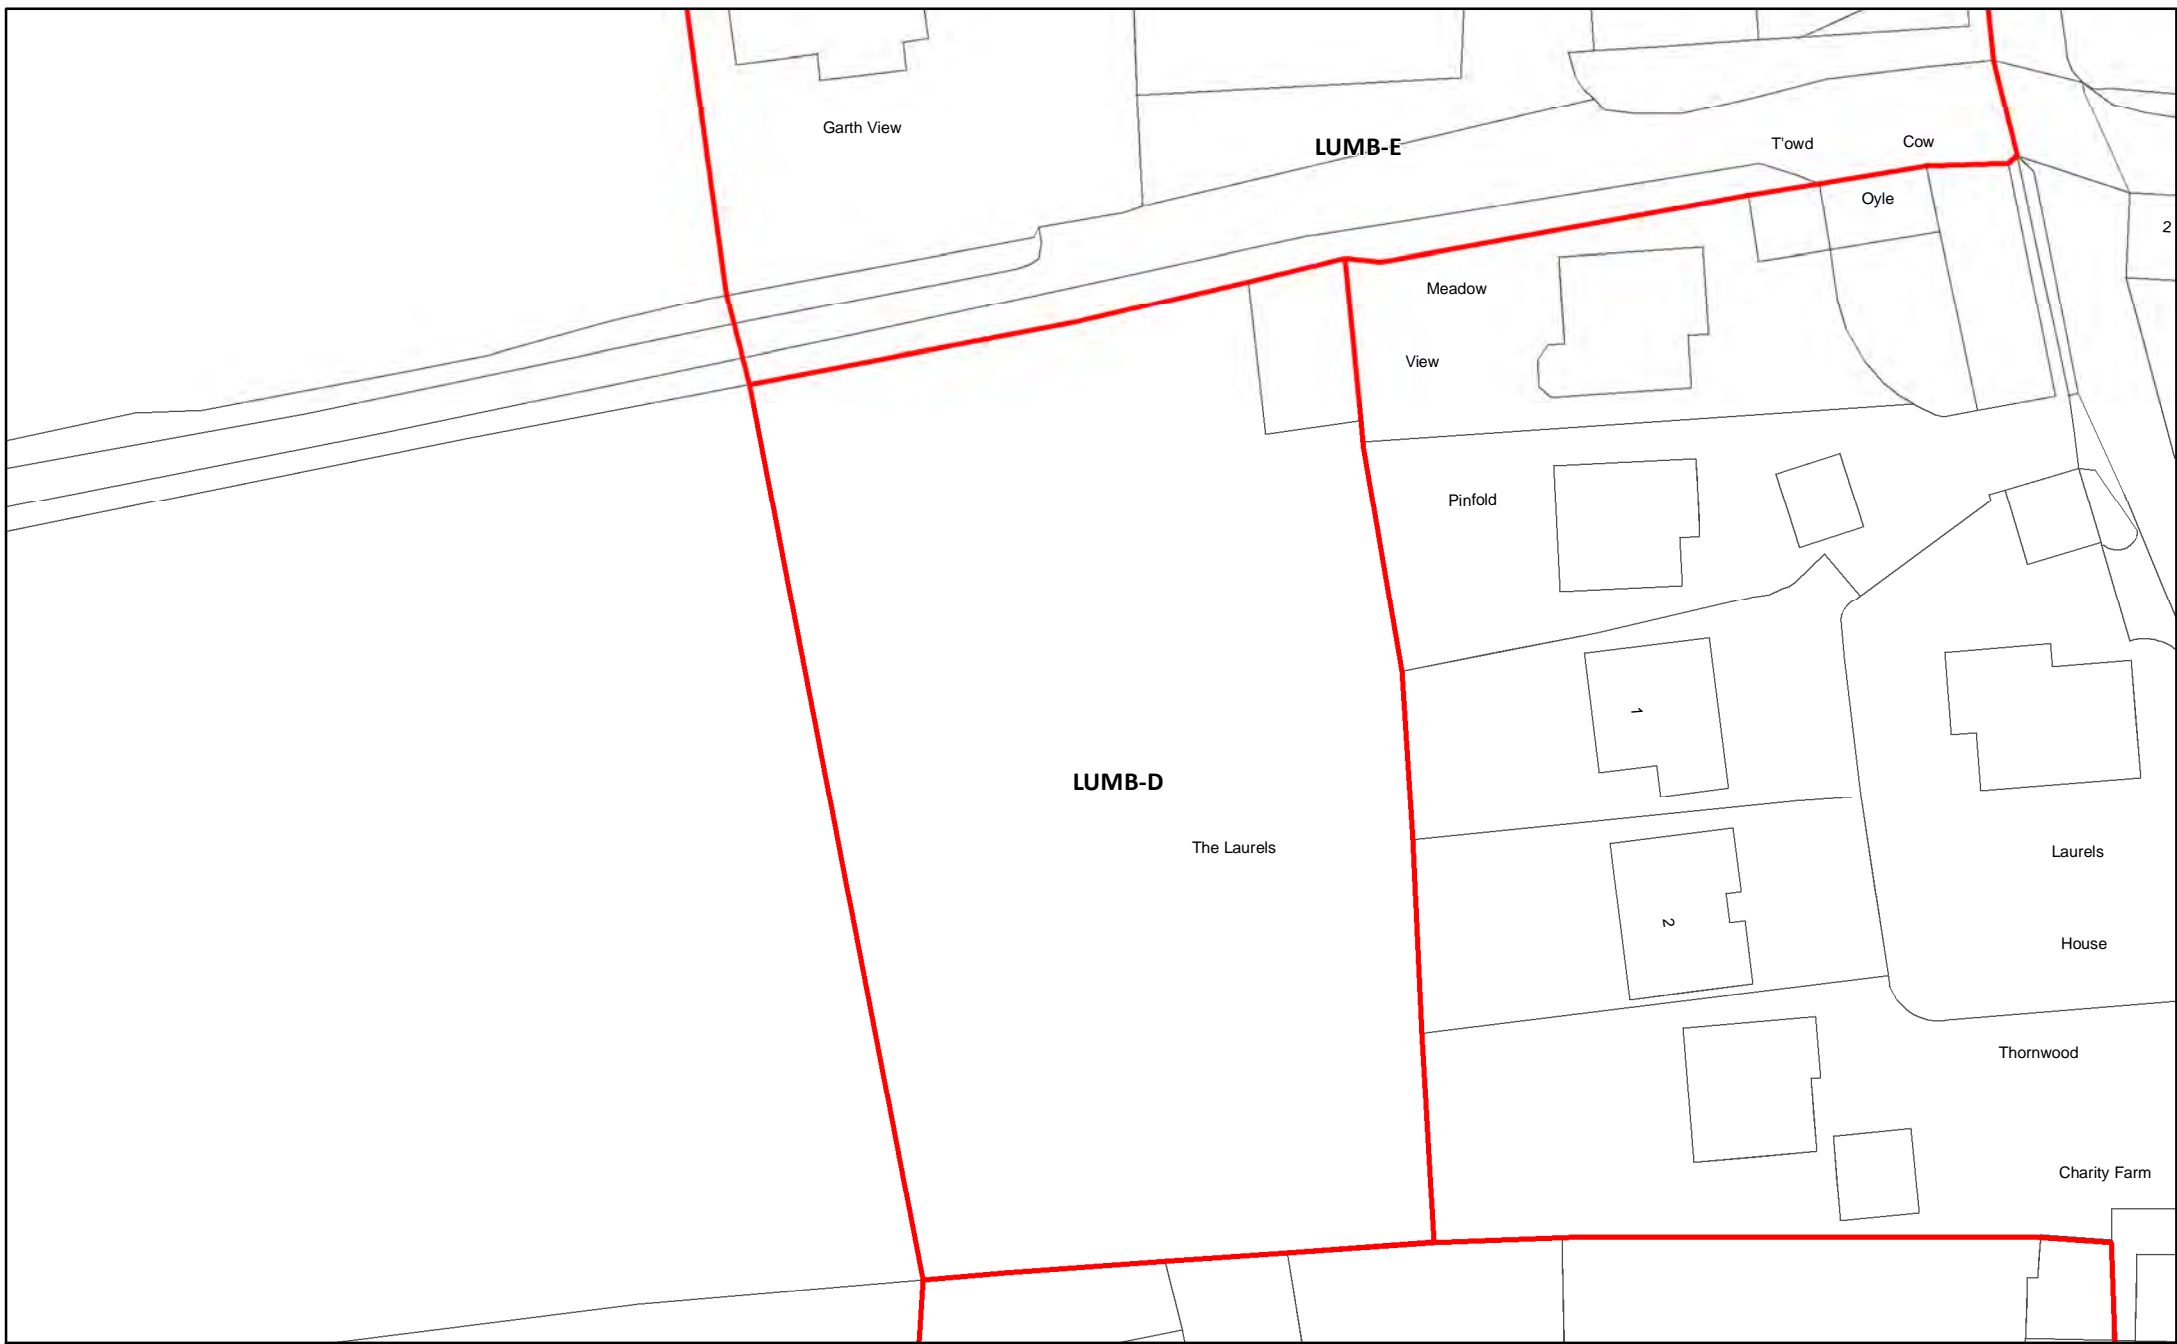 Garth View
LUMB-E
T'owd
Cow
Oyle
2
Meadow
View
Pinfold
1
LUMB-D
The Laurels
Laurels
2
House
Thornwood
Charity Farm